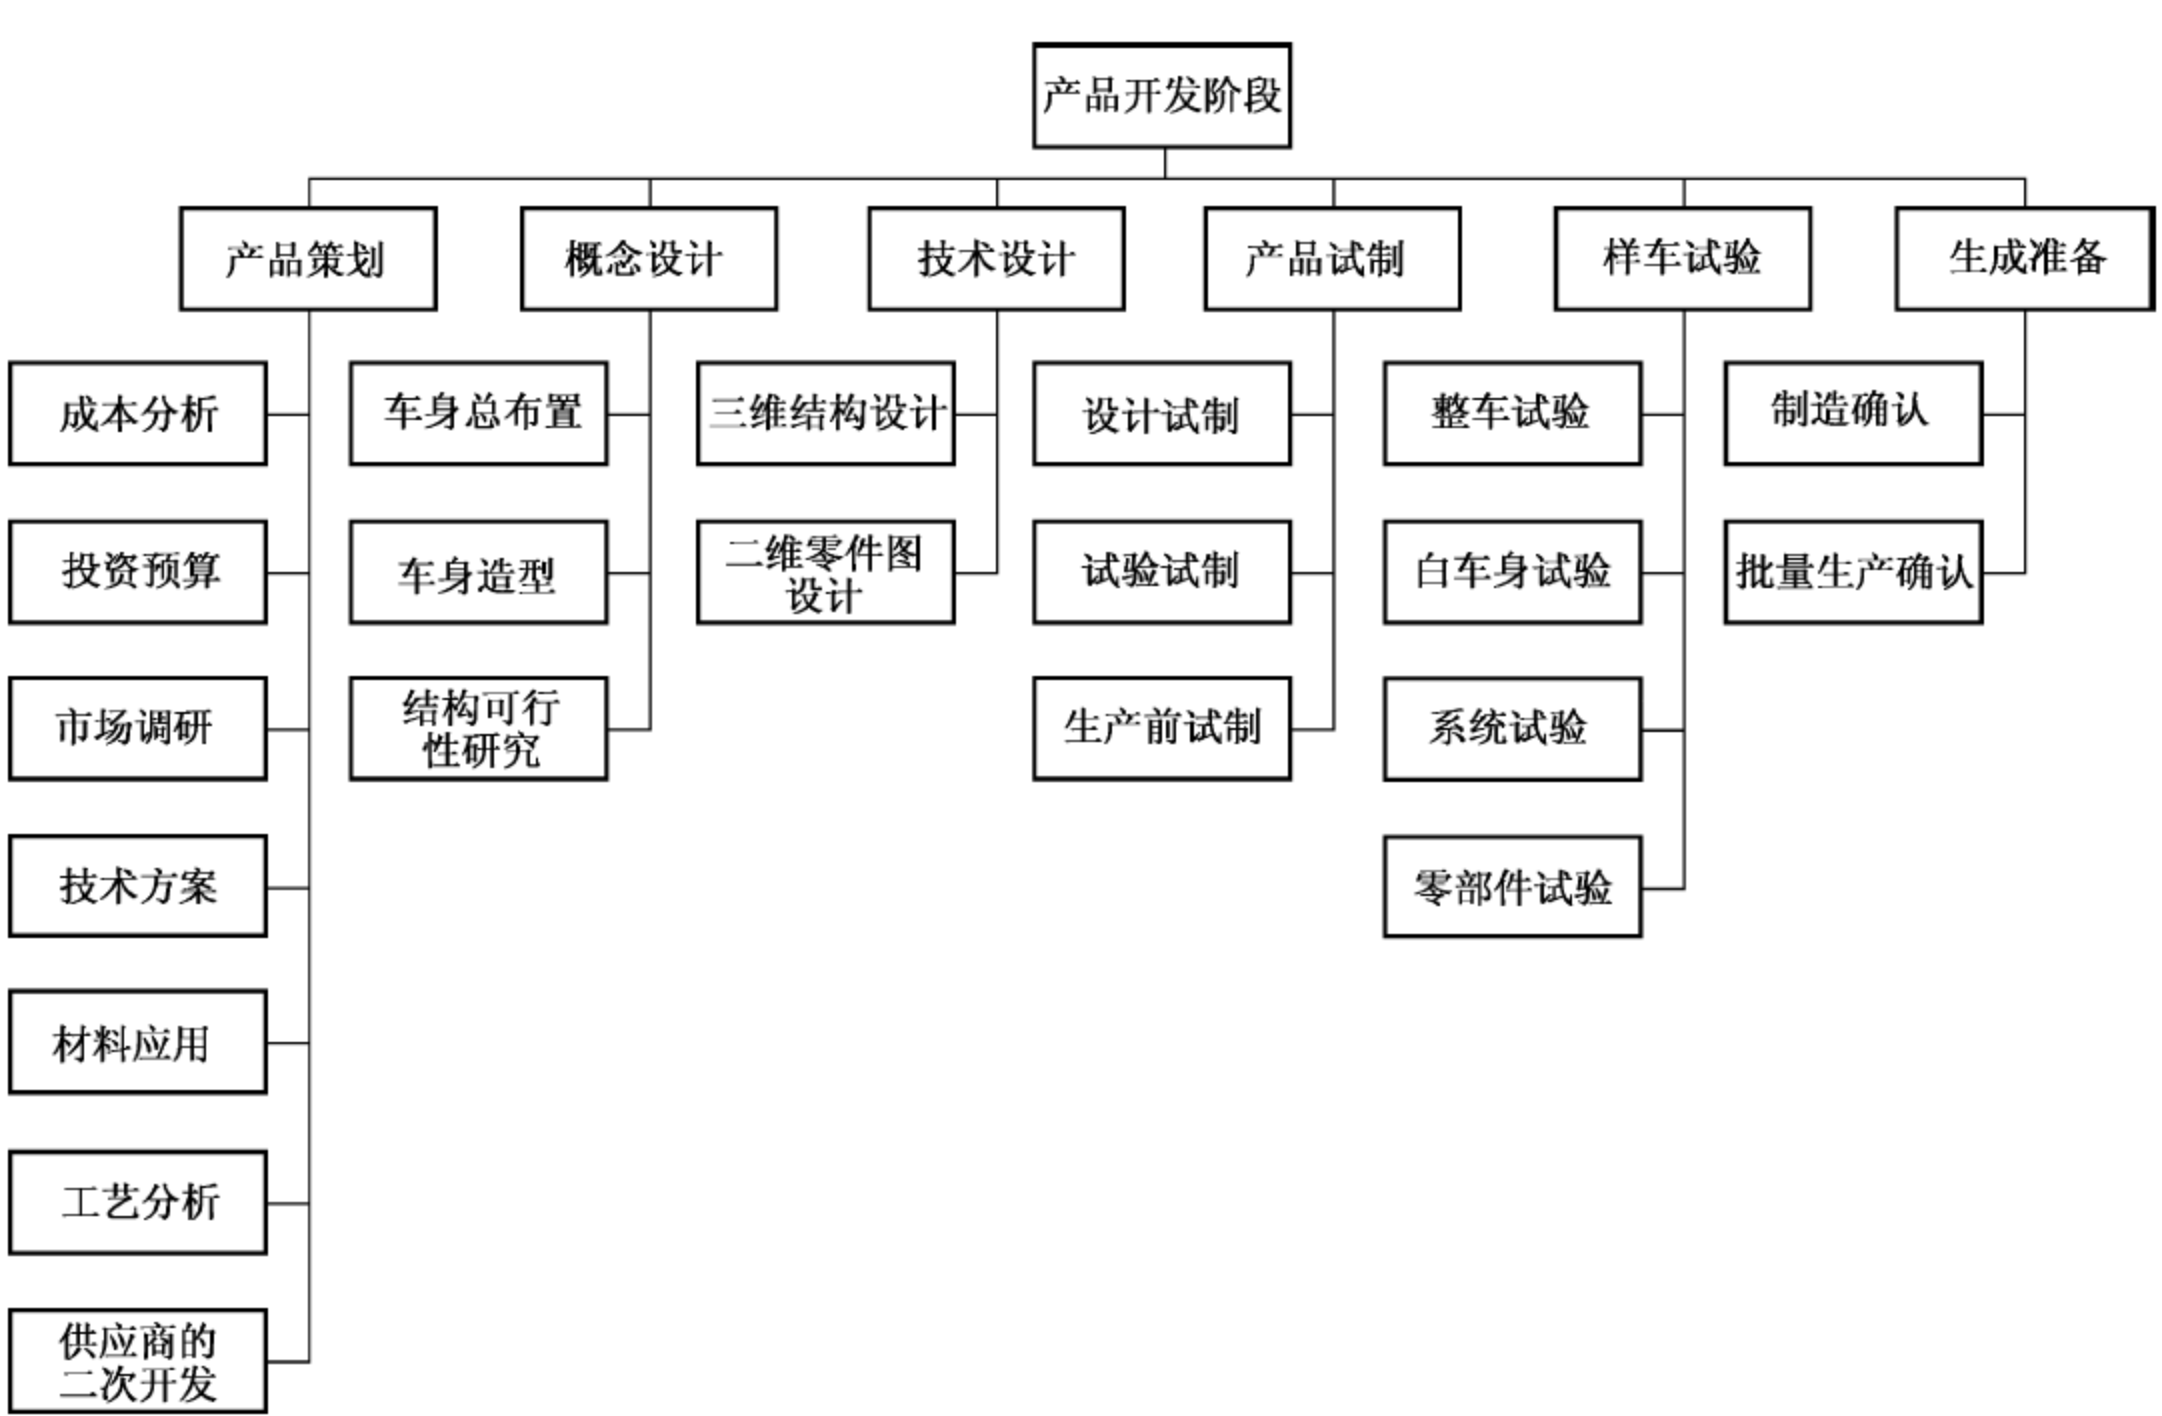 产品开发阶段
产品策划
概念设计
技术设计
产品试制
样车试验
生成准备
成本分析
车身总布置
三维结构设计
设计试制
整车试验
制造确认
投资预算
车身造型
二维零件图
设计
试验试制
白车身试验
批量生产确认
市场调研
结构可行
性研究
生产前试制
系统试验
技术方案
零部件试验
材料应用
工艺分析
供应商的
二次开发